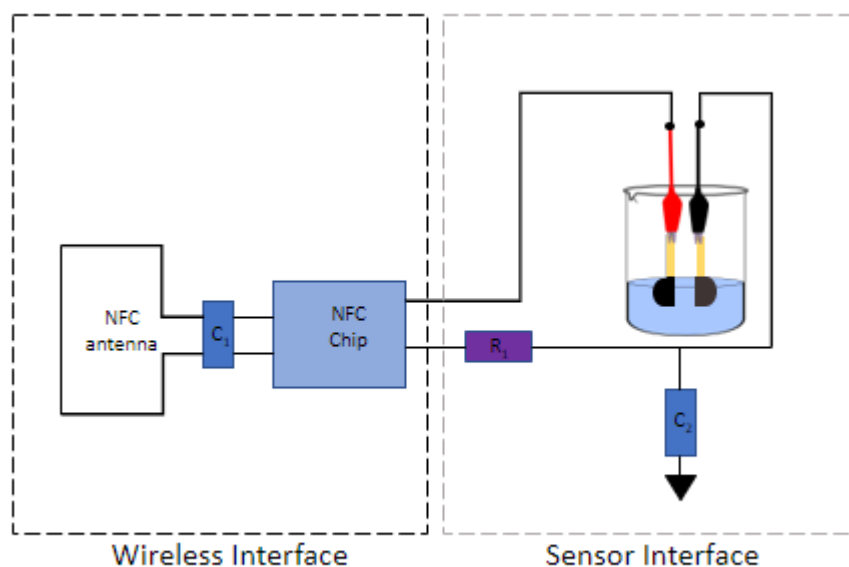 NFC
antenna
C₁
NFC
Chip
R₁
C₂
Wireless Interface
Sensor Interface